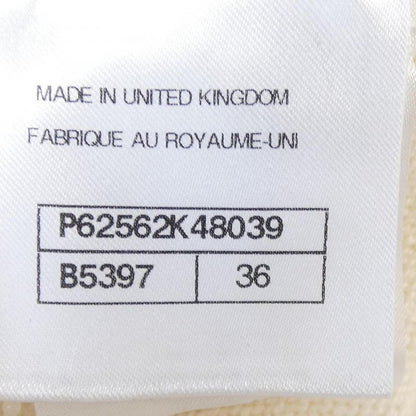 MADE IN UNITED KINGDOM
FABRIQUE AU ROYAUME-UNI
P62562K48039
B5397 36